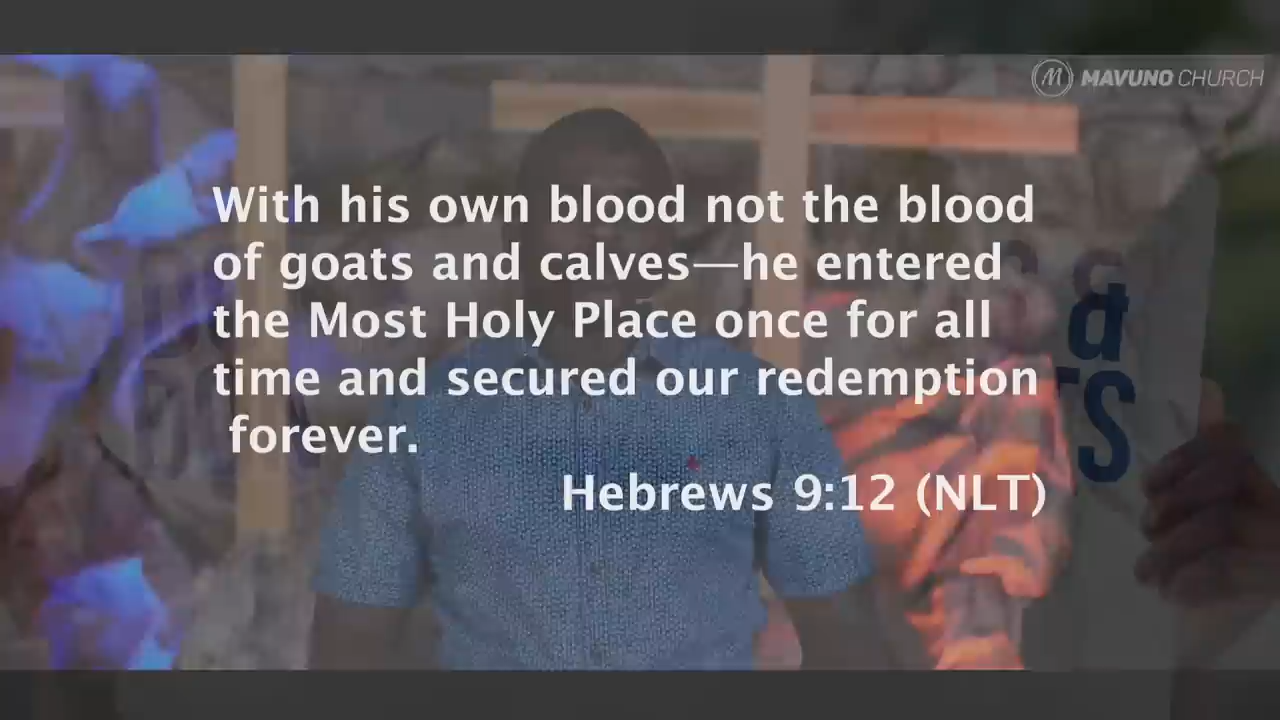 MAVUNO CHURCH
With his own blood not the blood
of goats and calves—he entered
the Most Holy Place once for all
time and secured our redemption
forever.
Hebrews 9:12 (NLT)